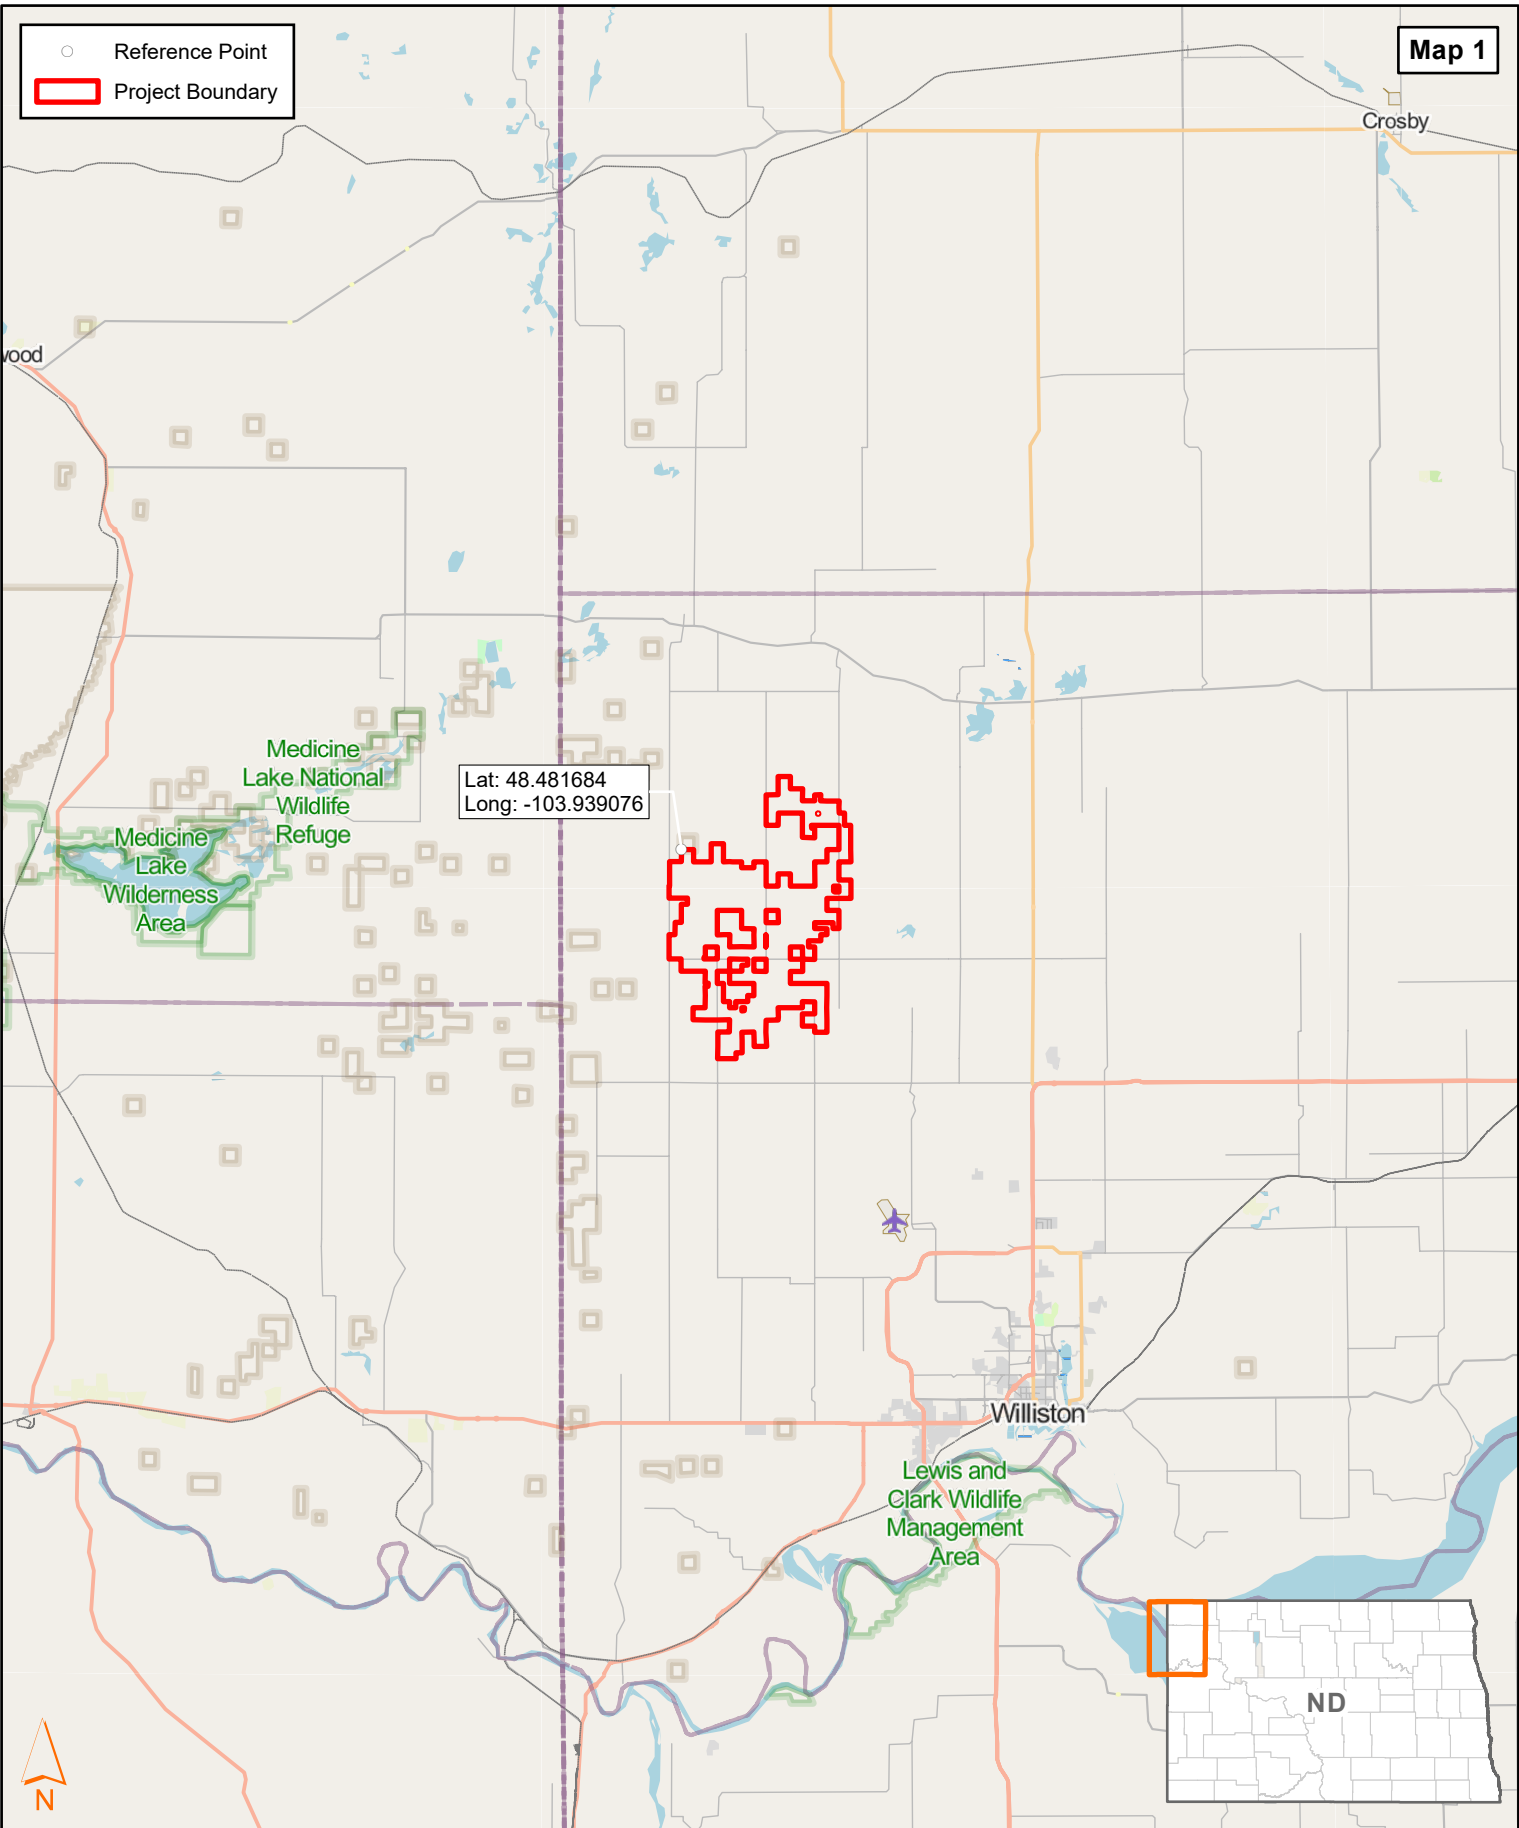 Reference Point
Project Boundary
Map 1
Crosby
wood
Medicine
Lake National
Wildlife
Refuge
Lat: 48.481684
Long: -103.939076
Medicine
Lake
Wilderness
Area
Williston
Lewis and
Clark Wildlife
Management
Area
ND
N